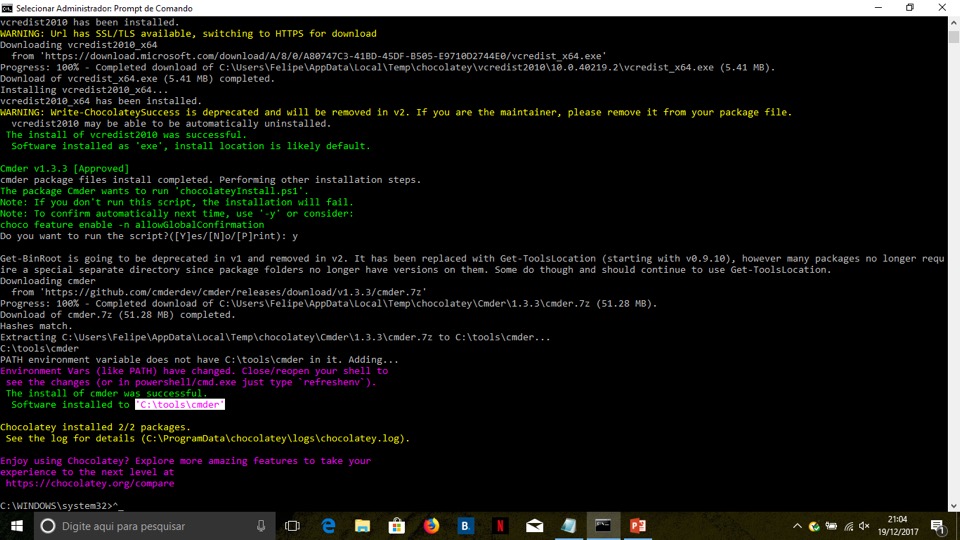 Selecionar Administrador: Prompt de Comando
vcredist2010 has been installed.
WARNING: Url has SSL/TLS available, switching to HTTPS for download
Downloading vcredist2010_x64
from 'https://download.microsoft.com/download/A/8/0/A80747C3-41BD-45DF-B505-E9710D2744E0/vcredist_x64.exe'
Progress: 100% - Completed download of C:\Users\Felipe\AppData\Local\Temp\chocolatey\vcredist2010\10.0.40219.2\vcredist_x64.exe (5.41 MB).
Download of vcredist_x64.exe (5.41 MB) completed.
Installing vcredist2010_x64...
vcredist2010_x64 has been installed.
WARNING: Write-ChocolateySuccess is deprecated and will be removed in v2. If you are the maintainer, please remove it from your package file.
vcredist2010 may be able to be automatically uninstalled.
The install of vcredist2010 was successful.
Software installed as 'exe', install location is likely default.
Cmder v1.3.3 [Approved]
cmder package files install completed. Performing other installation steps.
The package Cmder wants to run 'chocolateyInstall.ps1'.
Note: If you don't run this script, the installation will fail.
Note: To confirm automatically next time, use '-y' or consider:
choco feature enable -n allowGlobalConfirmation
Do you want to run the script?([Y]es/[N]o/[P]rint): y
Get-BinRoot is going to be deprecated in v1 and removed in v2. It has been replaced with Get-ToolsLocation (starting with v0.9.10), however many packages no longer requ
ire a special separate directory since package folders no longer have versions on them. Some do though and should continue to use Get-ToolsLocation.
Downloading cmder
from 'https://github.com/cmderdev/cmder/releases/download/v1.3.3/cmder.7z'
Progress: 100% - Completed download of C:\Users\Felipe\AppData\Local\Temp\chocolatey\Cmder\1.3.3\cmder.7z (51.28 MB).
Download of cmder.7z (51.28 MB) completed.
Hashes match.
Extracting C:\Users\Felipe\AppData\Local\Temp\chocolatey\Cmder\1.3.3\cmder.7z to C:\tools\cmder...
C:\tools\cmder
PATH environment variable does not have C:\tools\cmder in it. Adding...
Environment Vars (like PATH) have changed. Close/reopen your shell to
see the changes (or in powershell/cmd.exe just type `refreshenv`).
The install of cmder was successful.
Software installed to 'C:\tools\cmder'
Chocolatey installed 2/2 packages.
See the log for details (C:\ProgramData\chocolatey\logs\chocolatey.log).
Enjoy using Chocolatey? Explore more amazing features to take your
experience to the next level at
https://chocolatey.org/compare
C:\WINDOWS\system32>^_
Digite aqui para pesquisar
B.
N
21:04
19/12/2017
1